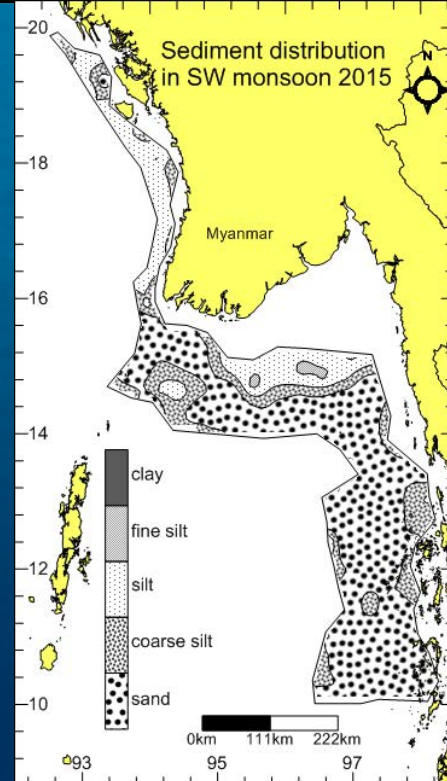 Sediment distribution
in SW monsoon 2015
N
Myanmar
20
18
16
14
12
10
clay
fine silt
silt
coarse silt
sand
0km 111km 222km
93 95 97